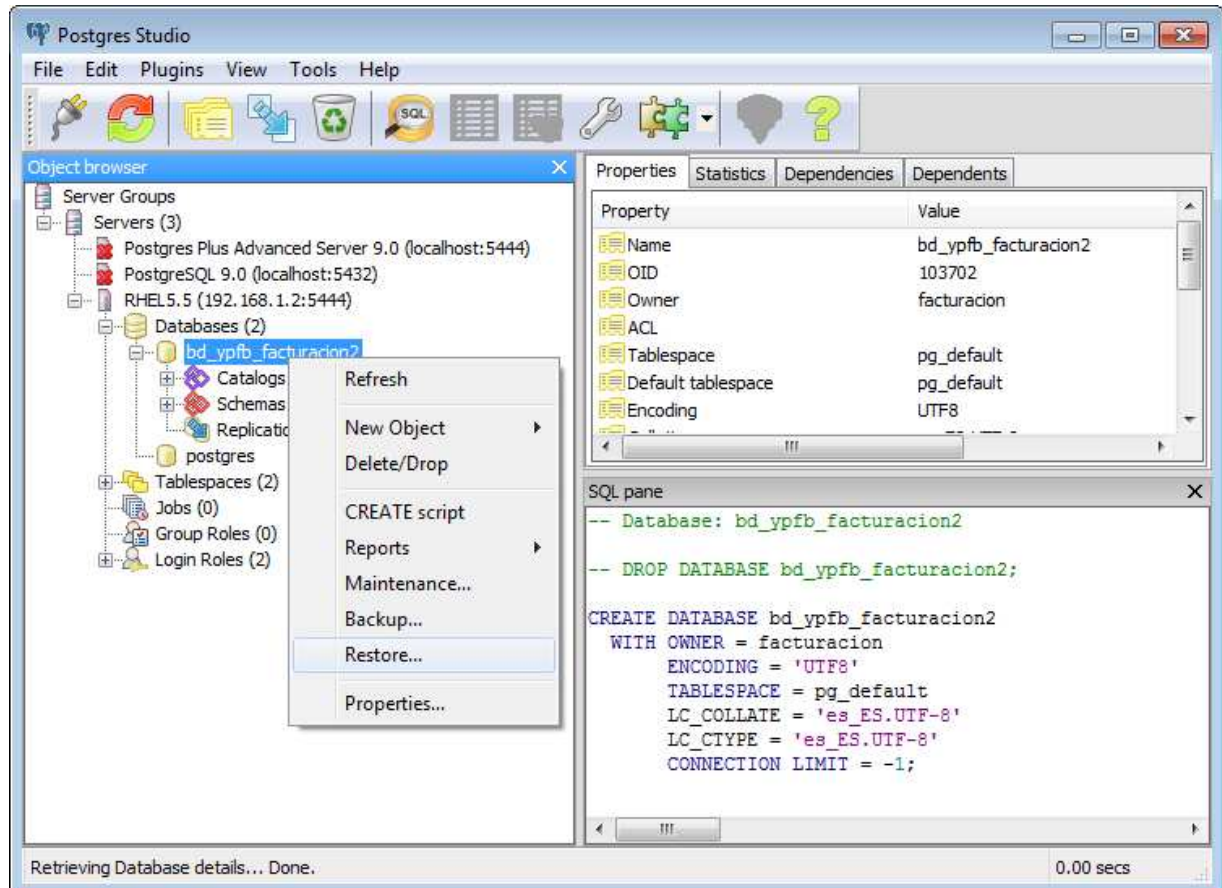 Postgres Studio
File Edit Plugins View Tools Help
SQL
Object browser
Server Groups
Servers (3)
Postgres Plus Advanced Server 9.0 (localhost:5444)
PostgreSQL 9.0 (localhost:5432)
RHEL5.5 (192.168.1.2:5444)
Databases (2)
bd_ypfb_facturacion2
Catalogs
Schemas
Replicatio
postgres
Tablespaces (2)
Jobs (0)
Group Roles (0)
Login Roles (2)
Refresh
New Object
Delete/Drop
CREATE script
Reports
Maintenance...
Backup...
Restore...
Properties...
Properties Statistics Dependencies Dependents
Property Value
Name bd_ypfb_facturacion2
OID 103702
Owner facturacion
ACL
Tablespace pg_default
Default tablespace pg_default
Encoding UTF8
SQL pane
-- Database: bd_ypfb_facturacion2
-- DROP DATABASE bd_ypfb_facturacion2;
CREATE DATABASE bd_ypfb_facturacion2
WITH OWNER = facturacion
ENCODING = 'UTF8'
TABLESPACE = pg_default
LC_COLLATE = 'es_ES.UTF-8'
LC_CTYPE = 'es_ES.UTF-8'
CONNECTION LIMIT = -1;
Retrieving Database details... Done. 0.00 secs